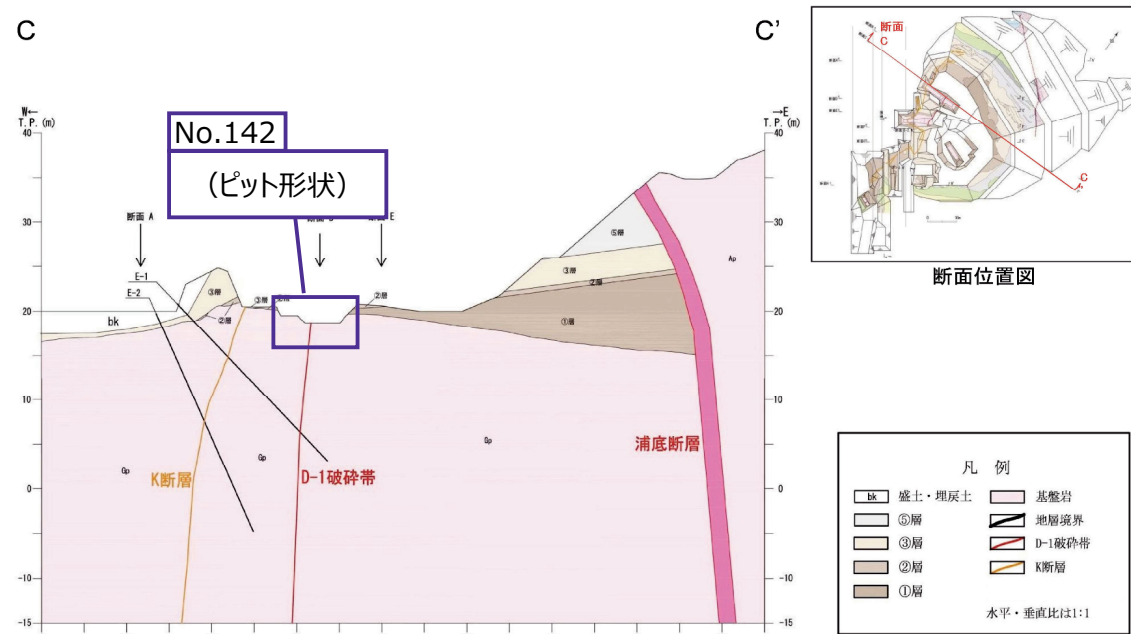 C
C’
断面
C
C
断面位置図
W←
→E
T.P.(m)
T.P.(m)
40
40
30
30
20
20
10
10
0
0
-10
-10
-15
-15
No.142
(ピット形状)
断面 A
E-1
E-2
bk
③層
②層
③層
②層
⑤層
③層
②層
①層
Ap
Gp
Gp
Gp
K断層
D-1破砕帯
浦底断層
凡 例
bk 盛土・埋戻土
⑤層
③層
②層
①層
基盤岩
地層境界
D-1破砕帯
K断層
水平・垂直比は1:1